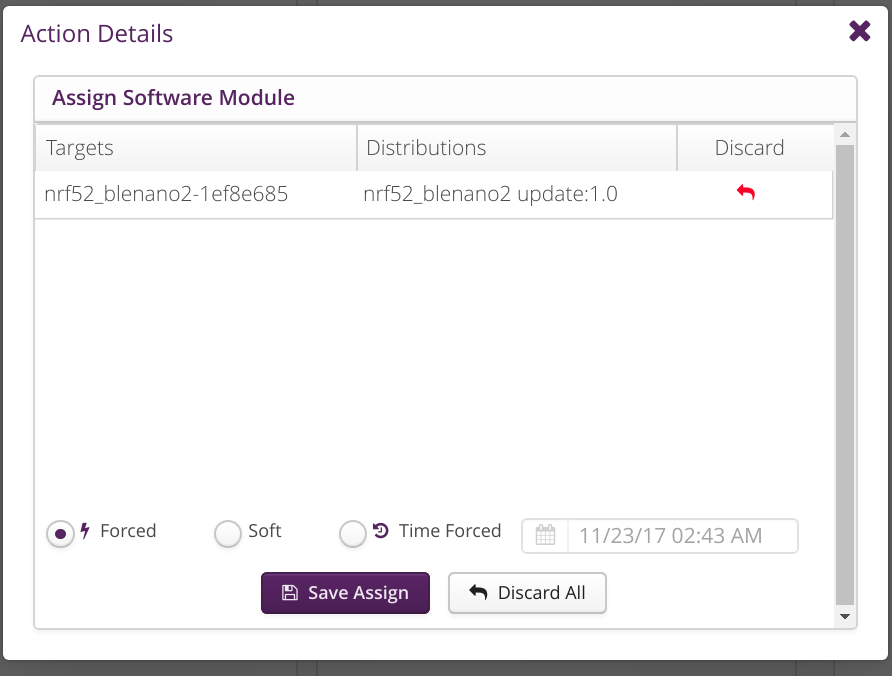 Action Details
Assign Software Module
Targets Distributions Discard
nrf52_blenano2-1ef8e685 nrf52_blenano2 update:1.0
Forced Soft Time Forced 11/23/17 02:43 AM
Save Assign Discard All